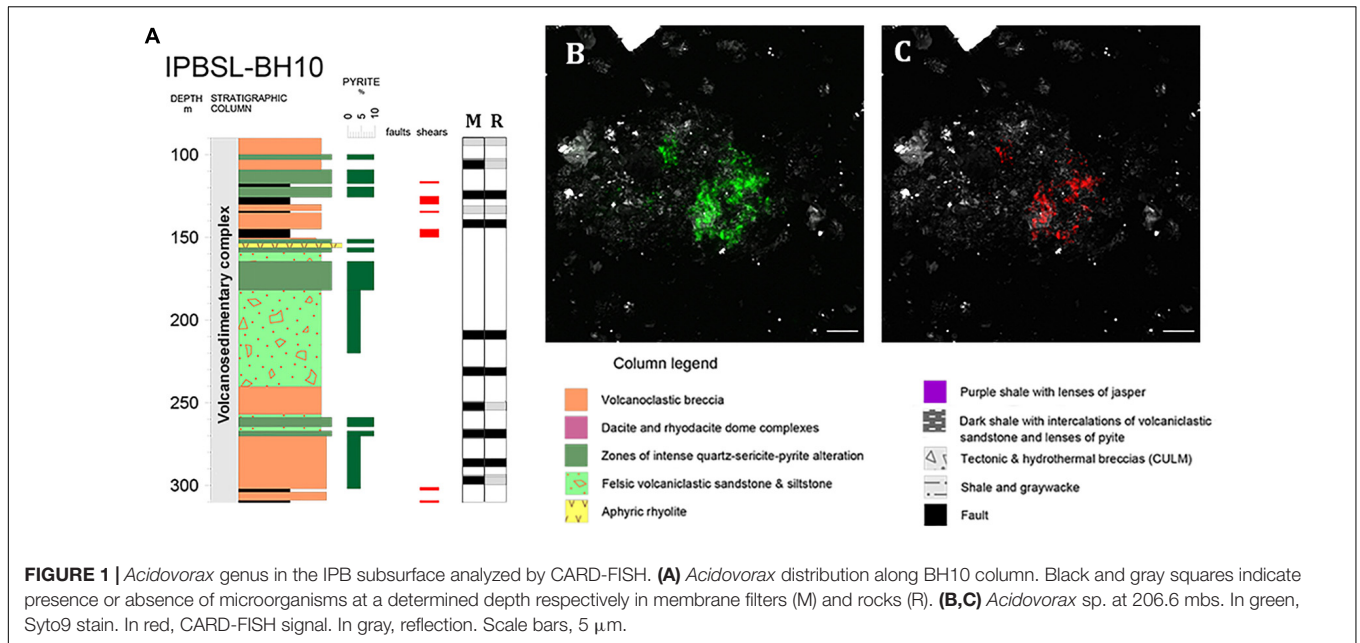 A
IPBSL-BH10
DEPTH m
STRATIGRAPHIC COLUMN
PYRITE %
0 5 10
faults shears
M R
Volcanosedimentary complex
100
150
200
250
300
B
C
Column legend
Volcanoclastic breccia
Dacite and rhyodacite dome complexes
Zones of intense quartz-sericite-pyrite alteration
Felsic volcaniclastic sandstone & siltstone
Aphyric rhyolite
Purple shale with lenses of jasper
Dark shale with intercalations of volcaniclastic
sandstone and lenses of pyite
Tectonic & hydrothermal breccias (CULM)
Shale and graywacke
Fault
FIGURE 1 | Acidovorax genus in the IPB subsurface analyzed by CARD-FISH. (A) Acidovorax distribution along BH10 column. Black and gray squares indicate
presence or absence of microorganisms at a determined depth respectively in membrane filters (M) and rocks (R). (B,C) Acidovorax sp. at 206.6 mbs. In green,
Syto9 stain. In red, CARD-FISH signal. In gray, reflection. Scale bars, 5 μm.